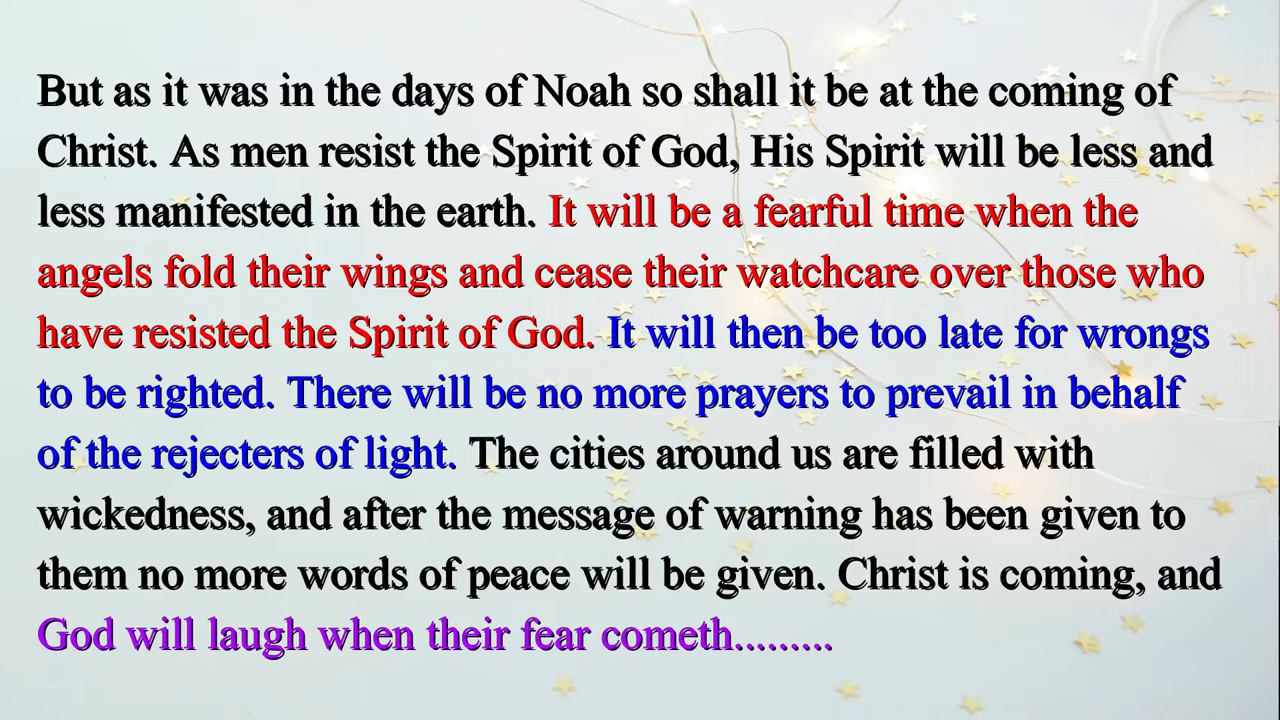 But as it was in the days of Noah so shall it be at the coming of
Christ. As men resist the Spirit of God, His Spirit will be less and
less manifested in the earth. It will be a fearful time when the
angels fold their wings and cease their watchcare over those who
have resisted the Spirit of God. It will then be too late for wrongs
to be righted. There will be no more prayers to prevail in behalf
of the rejecters of light. The cities around us are filled with
wickedness, and after the message of warning has been given to
them no more words of peace will be given. Christ is coming, and
God will laugh when their fear cometh.........